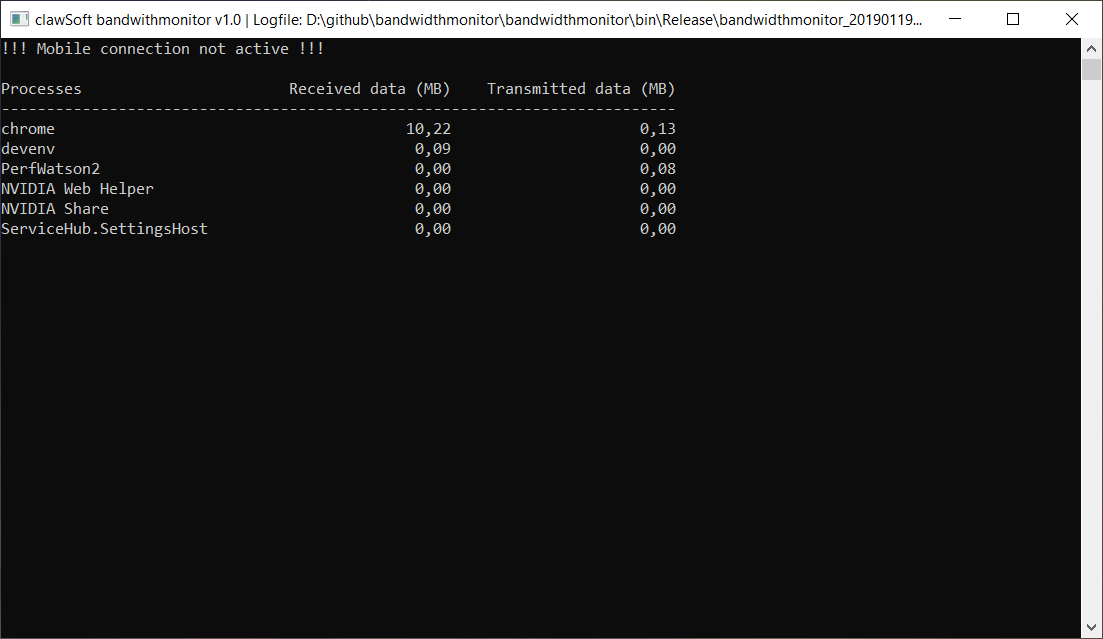 clawSoft bandwithmonitor v1.0 | Logfile: D:\github\bandwidthmonitor\bandwidthmonitor\bin\Release\bandwidthmonitor_20190119...
!!! Mobile connection not active !!!
Processes                       Received data (MB)    Transmitted data (MB)
---------------------------------------------------------------------------
chrome                                       10,22                     0,13
devenv                                        0,09                     0,00
PerfWatson2                                   0,00                     0,08
NVIDIA Web Helper                             0,00                     0,00
NVIDIA Share                                  0,00                     0,00
ServiceHub.SettingsHost                       0,00                     0,00